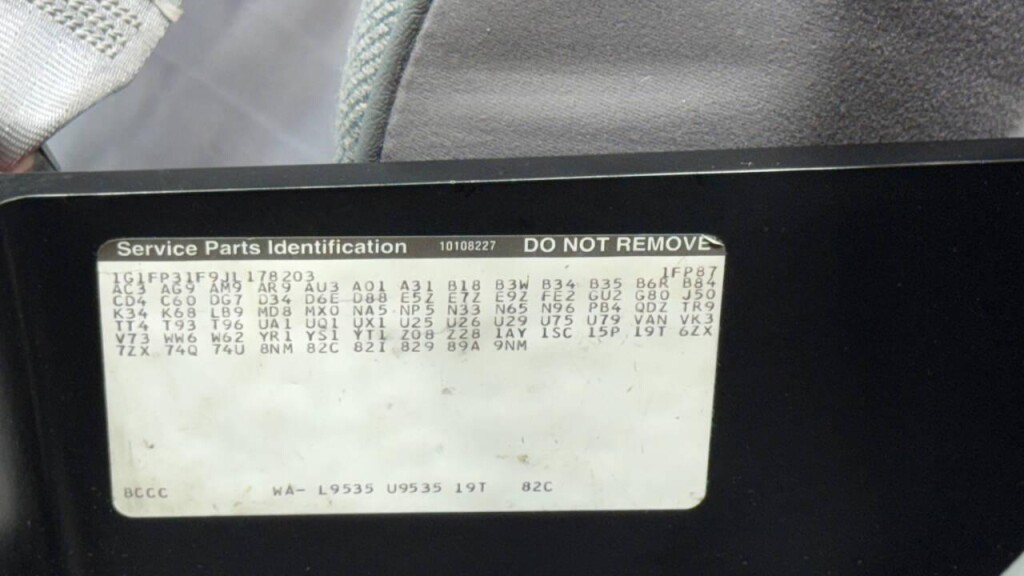 Service Parts Identification 10108227 DO NOT REMOVE
1G1FP31F9JL178203 1FP87
AC3 AG9 AM9 AR9 AU3 A01 A31 B18 B3W B34 B35 B6R B84
CD4 C60 DG7 D34 D6E D88 E5Z E7Z E9Z FE2 GU2 G80 J50
K34 K68 LB9 MD8 MX0 NA5 NP5 N33 N65 N96 PB4 QDZ TR9
TT4 T93 T96 UA1 UQ1 UX1 U25 U26 U29 U75 U79 VAN VK3
V73 WW6 W62 YR1 YS1 YT1 Z08 Z28 1AY 1SC 15P 19T 6ZX
7ZX 74Q 74U 8NM 82C 82I 829 89A 9NM
BCCC WA- L9535 U9535 19T 82C